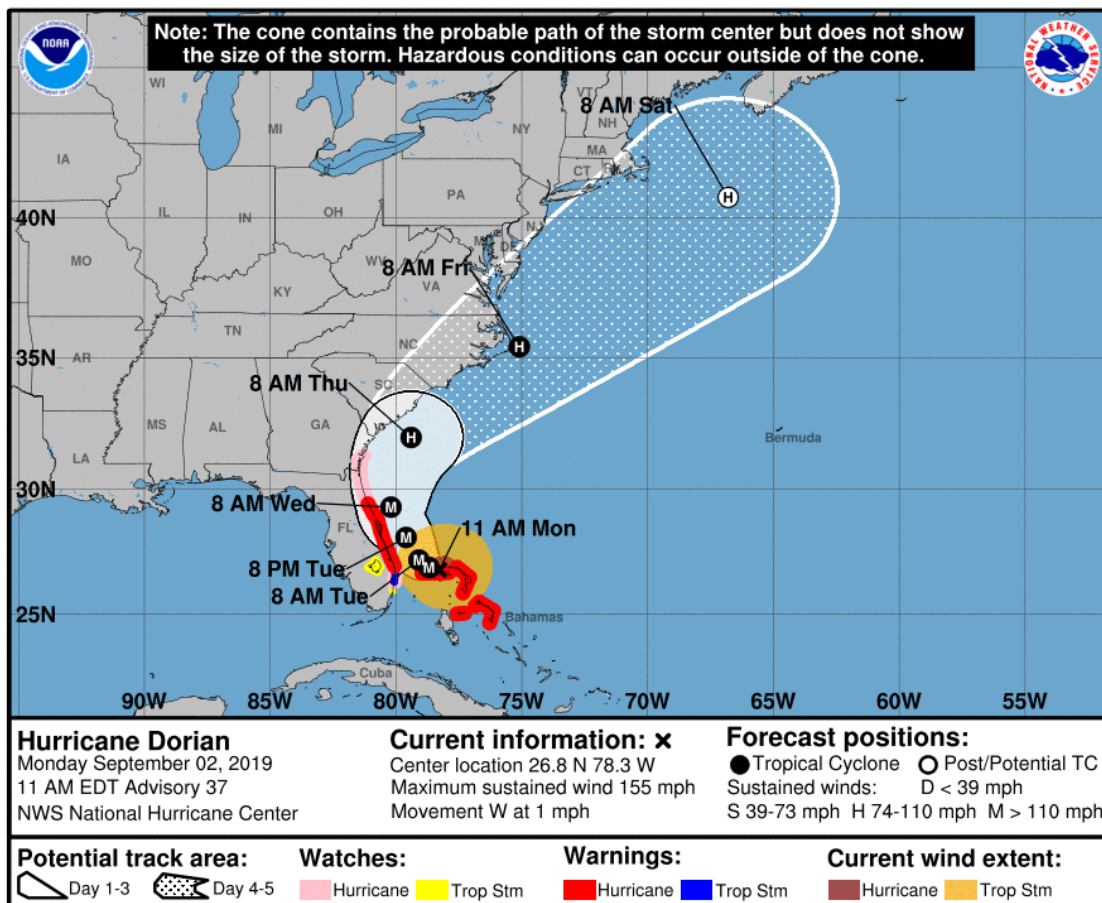 Note: The cone contains the probable path of the storm center but does not show
the size of the storm. Hazardous conditions can occur outside of the cone.
NOAA
NATIONAL WEATHER SERVICE
WI
MI
NY
VT
NH
8 AM Sat
IA
MA
CT
PA
40N
IL
IN
OH
NJ
DE
MO
WV
8 AM Fri
VA
KY
TN
NC
35N
AR
SC
8 AM Thu
MS
AL
GA
LA
Bermuda
30N
8 AM Wed
FL
11 AM Mon
8 PM Tue
8 AM Tue
25N
Bahamas
Cuba
90W 85W 80W 75W 70W 65W 60W 55W
H
H
H
M
M
M
M
Hurricane Dorian
Monday September 02, 2019
11 AM EDT Advisory 37
NWS National Hurricane Center
Current information: ×
Center location 26.8 N 78.3 W
Maximum sustained wind 155 mph
Movement W at 1 mph
Forecast positions:
Tropical Cyclone Post/Potential TC
Sustained winds: D < 39 mph
S 39-73 mph H 74-110 mph M > 110 mph
Potential track area:
Day 1-3 Day 4-5
Watches:
Hurricane Trop Stm
Warnings:
Hurricane Trop Stm
Current wind extent:
Hurricane Trop Stm